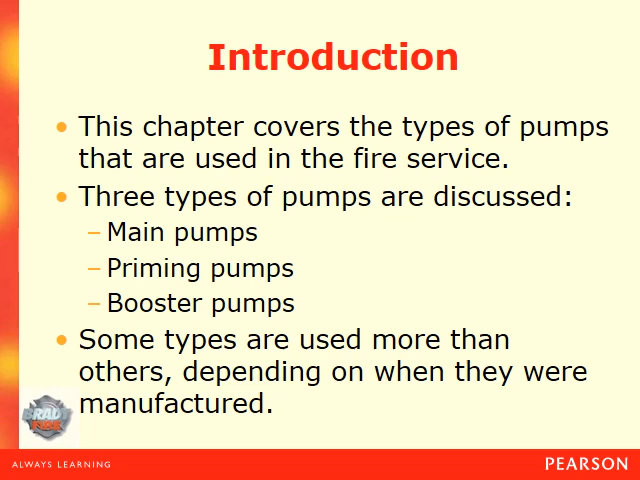 Introduction
• This chapter covers the types of pumps
that are used in the fire service.
• Three types of pumps are discussed:
– Main pumps
– Priming pumps
– Booster pumps
• Some types are used more than
others, depending on when they were
manufactured.
BRADY
FIRE
ALWAYS LEARNING
PEARSON